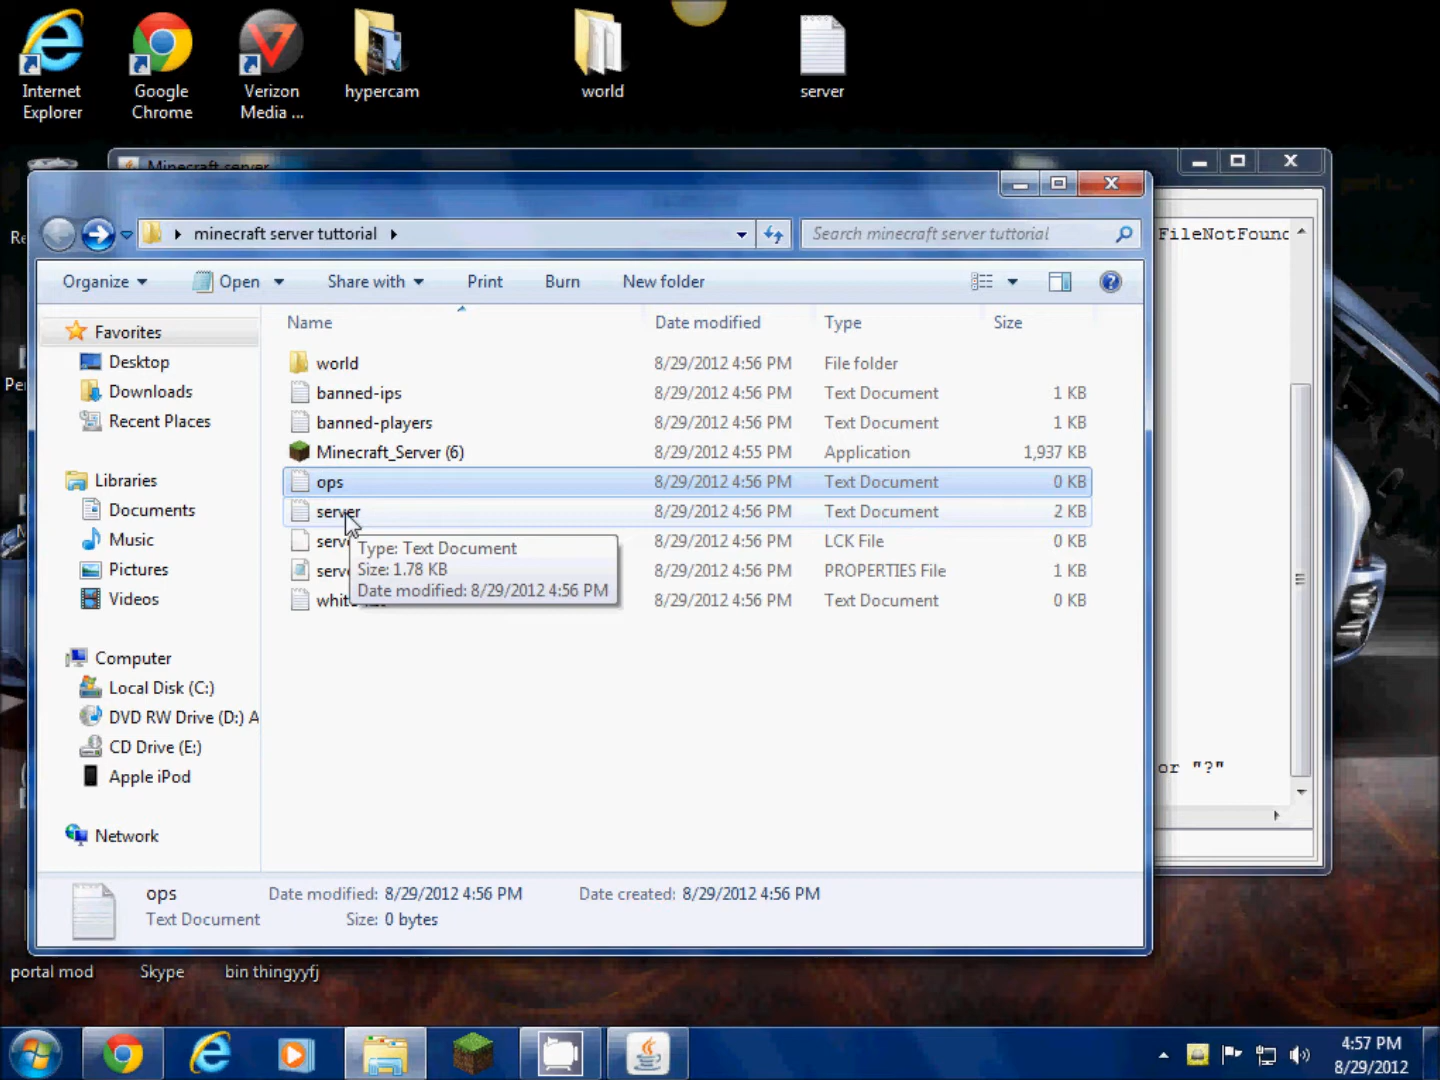 Internet
Explorer
Google
Chrome
Verizon
Media ...
hypercam
world
server
Minecraft server
minecraft server tuttorial
Search minecraft server tuttorial
FileNotFound
Organize
Open
Share with
Print
Burn
New folder
Name
Date modified
Type
Size
Favorites
Desktop
Downloads
Recent Places
Libraries
Documents
Music
Pictures
Videos
Computer
Local Disk (C:)
DVD RW Drive (D:) A
CD Drive (E:)
Apple iPod
Network
world 8/29/2012 4:56 PM File folder
banned-ips 8/29/2012 4:56 PM Text Document 1 KB
banned-players 8/29/2012 4:56 PM Text Document 1 KB
Minecraft_Server (6) 8/29/2012 4:55 PM Application 1,937 KB
ops 8/29/2012 4:56 PM Text Document 0 KB
server 8/29/2012 4:56 PM Text Document 2 KB
serve 8/29/2012 4:56 PM LCK File 0 KB
serve 8/29/2012 4:56 PM PROPERTIES File 1 KB
8/29/2012 4:56 PM Text Document 0 KB
Type: Text Document
Size: 1.78 KB
Date modified: 8/29/2012 4:56 PM
or "?"
ops Date modified: 8/29/2012 4:56 PM Date created: 8/29/2012 4:56 PM
Text Document Size: 0 bytes
portal mod
Skype
bin thingyyfj
4:57 PM
8/29/2012